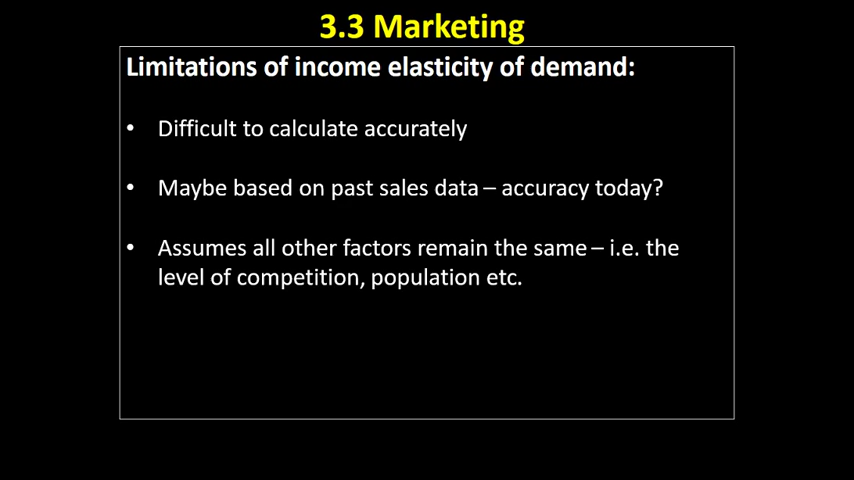 3.3 Marketing
Limitations of income elasticity of demand:
• Difficult to calculate accurately
• Maybe based on past sales data – accuracy today?
• Assumes all other factors remain the same – i.e. the
level of competition, population etc.